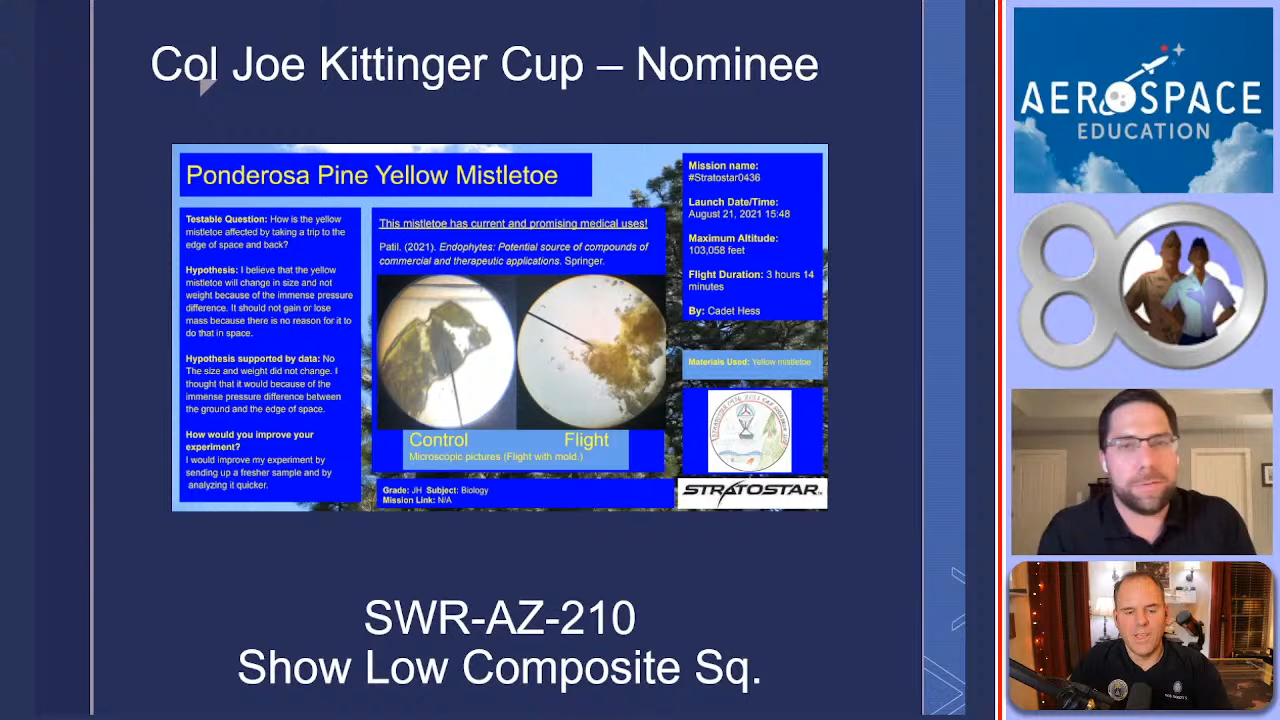 Col Joe Kittinger Cup – Nominee
Ponderosa Pine Yellow Mistletoe
Testable Question: How is the yellow
mistletoe affected by taking a trip to the
edge of space and back?
Hypothesis: I believe that the yellow
mistletoe will change in size and not
weight because of the immense pressure
difference. It should not gain or lose
mass because there is no reason for it to
do that in space.
Hypothesis supported by data: No
The size and weight did not change. I
thought that it would because of the
immense pressure difference between
the ground and the edge of space.
How would you improve your
experiment?
I would improve my experiment by
sending up a fresher sample and by
analyzing it quicker.
This mistletoe has current and promising medical uses!
Patil. (2021). Endophytes: Potential source of compounds of
commercial and therapeutic applications. Springer.
Control Flight
Microscopic pictures (Flight with mold.)
Grade: JH Subject: Biology
Mission Link: N/A
Mission name:
#Stratostar0436
Launch Date/Time:
August 21, 2021 15:48
Maximum Altitude:
103,058 feet
Flight Duration: 3 hours 14
minutes
By: Cadet Hess
Materials Used: Yellow mistletoe
STRATOSTAR
SWR-AZ-210
Show Low Composite Sq.
AEROSPACE
EDUCATION
80